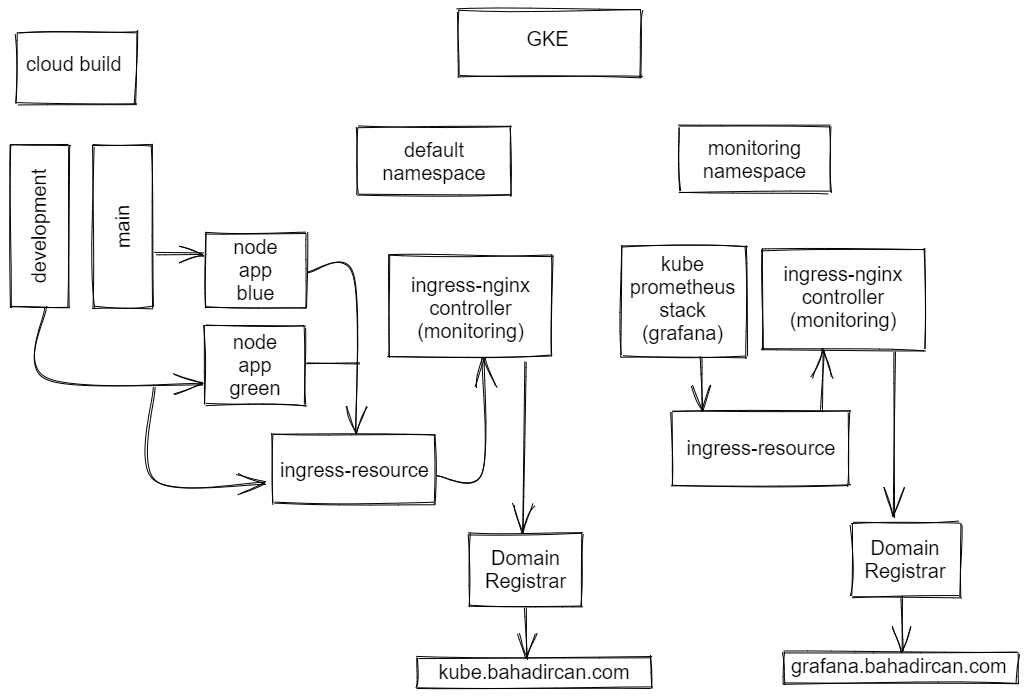 GKE
cloud build
default
namespace
monitoring
namespace
development
main
node
app
blue
node
app
green
ingress-nginx
controller
(monitoring)
kube
prometheus
stack
(grafana)
ingress-nginx
controller
(monitoring)
ingress-resource
ingress-resource
Domain
Registrar
Domain
Registrar
kube.bahadircan.com
grafana.bahadircan.com